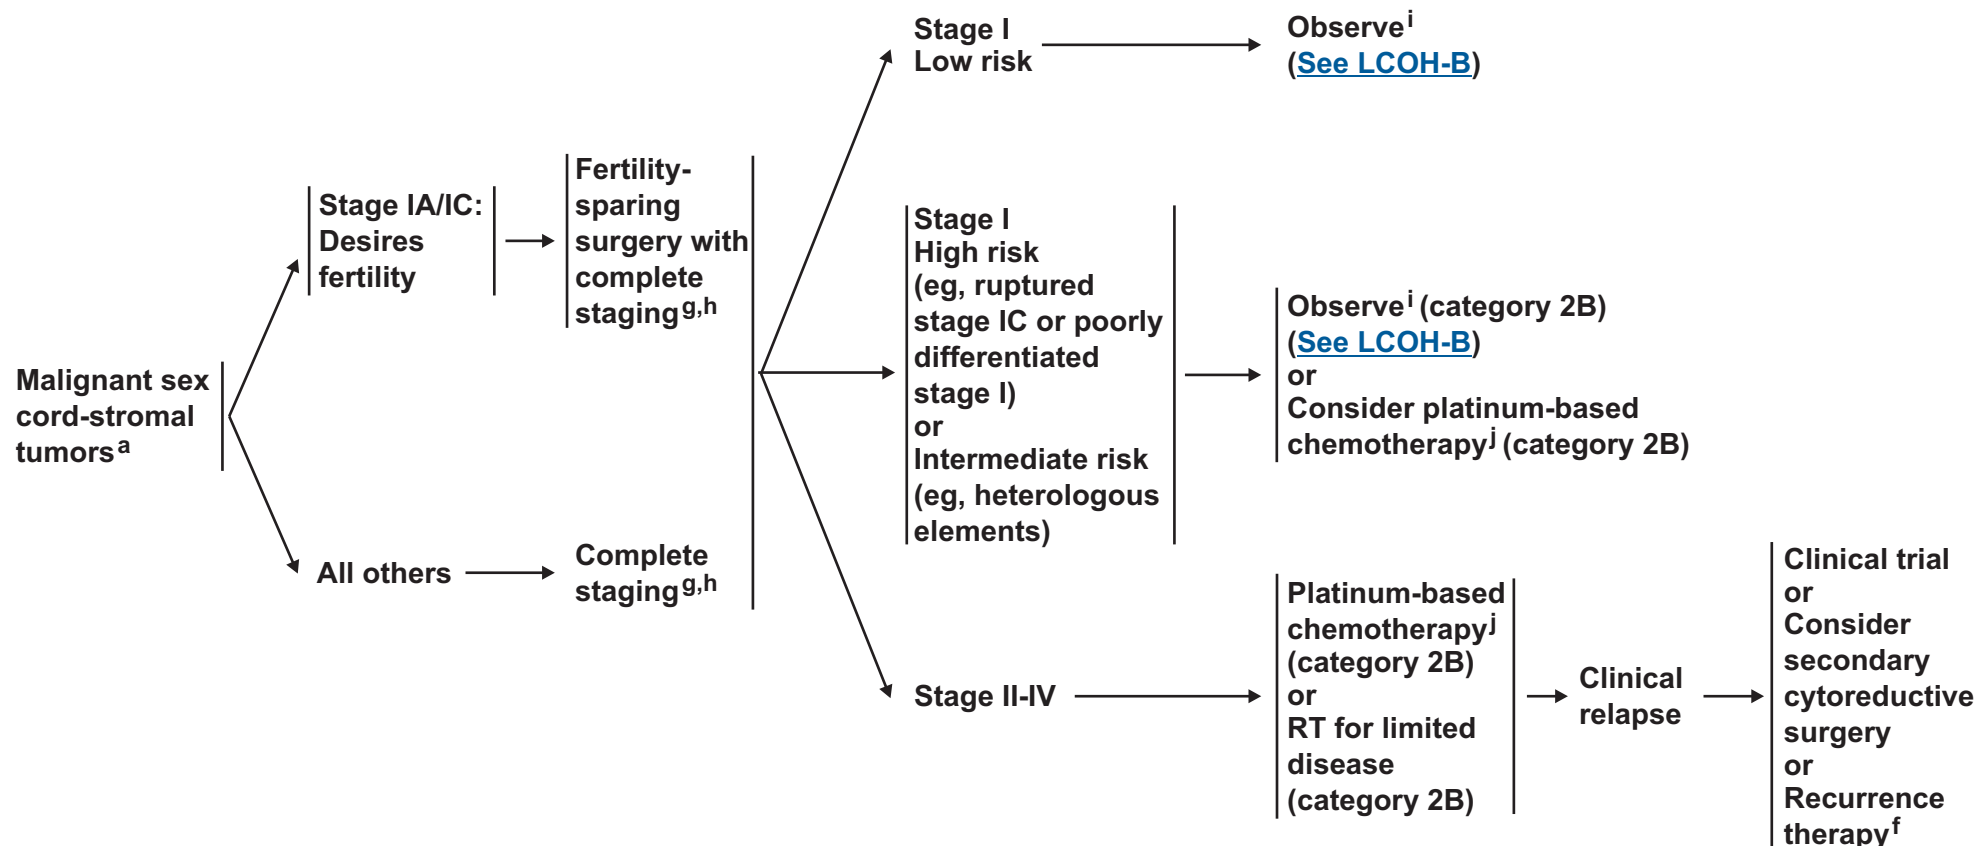 Malignant sex
cord-stromal
tumors a
Stage IA/IC:
Desires
fertility
Fertility-
sparing
surgery with
complete
staging g,h
All others
Complete
staging g,h
Stage I
Low risk
Observe i
(See LCOH-B)
Stage I
High risk
(eg, ruptured
stage IC or poorly
differentiated
stage I)
or
Intermediate risk
(eg, heterologous
elements)
Observe i (category 2B)
(See LCOH-B)
or
Consider platinum-based
chemotherapy j (category 2B)
Stage II-IV
Platinum-based
chemotherapy j
(category 2B)
or
RT for limited
disease
(category 2B)
Clinical
relapse
Clinical trial
or
Consider
secondary
cytoreductive
surgery
or
Recurrence
therapy f